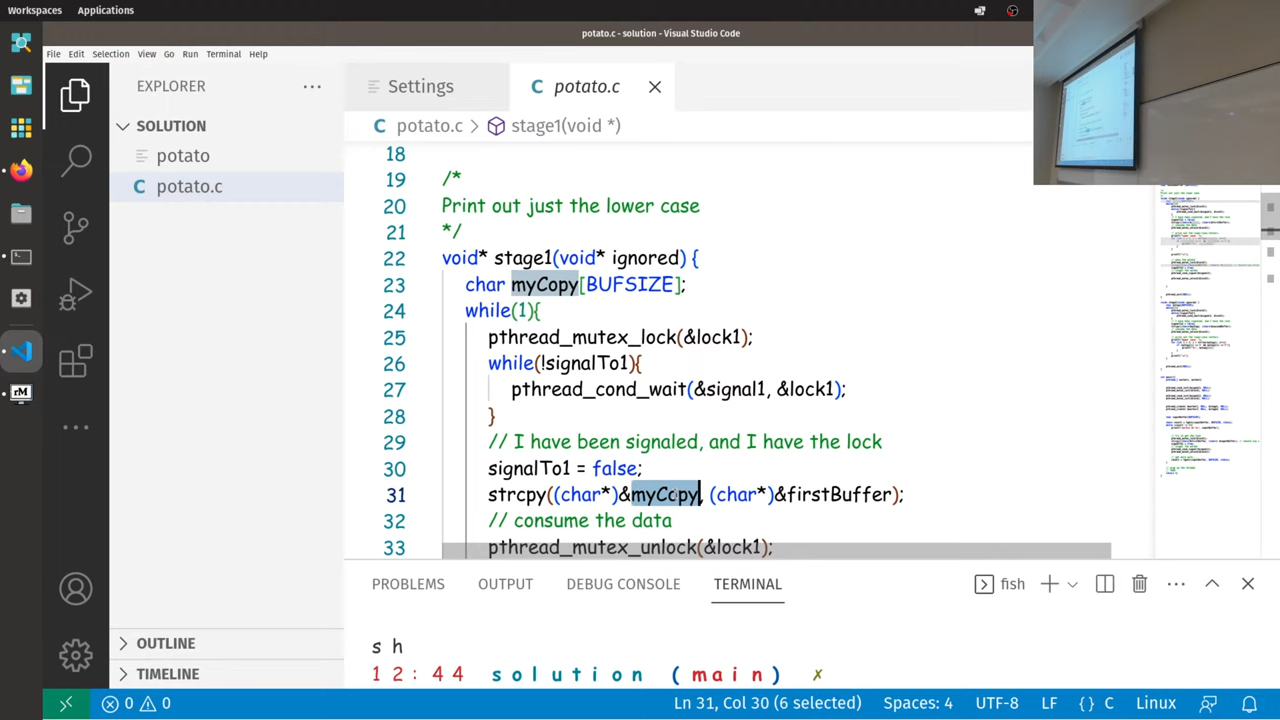 Workspaces Applications
potato.c - solution - Visual Studio Code
File Edit Selection View Go Run Terminal Help
EXPLORER
Settings
potato.c
SOLUTION
potato.c > stage1(void *)
potato
potato.c
18
19 /*
20 Print out just the lower case
21 */
22 void* stage1(void* ignored) {
23 char myCopy[BUFSIZE];
24 while(1){
25 pthread_mutex_lock(&lock1);
26 while(!signalTo1){
27 pthread_cond_wait(&signal1, &lock1);
28 }
29 // I have been signaled, and I have the lock
30 signalTo1 = false;
31 strcpy((char*)&myCopy, (char*)&firstBuffer);
32 // consume the data
33 pthread_mutex_unlock(&lock1);
PROBLEMS OUTPUT DEBUG CONSOLE TERMINAL
fish
sh
12:44 solution (main) ✗
OUTLINE
TIMELINE
0 0
Ln 31, Col 30 (6 selected) Spaces: 4 UTF-8 LF {} C Linux